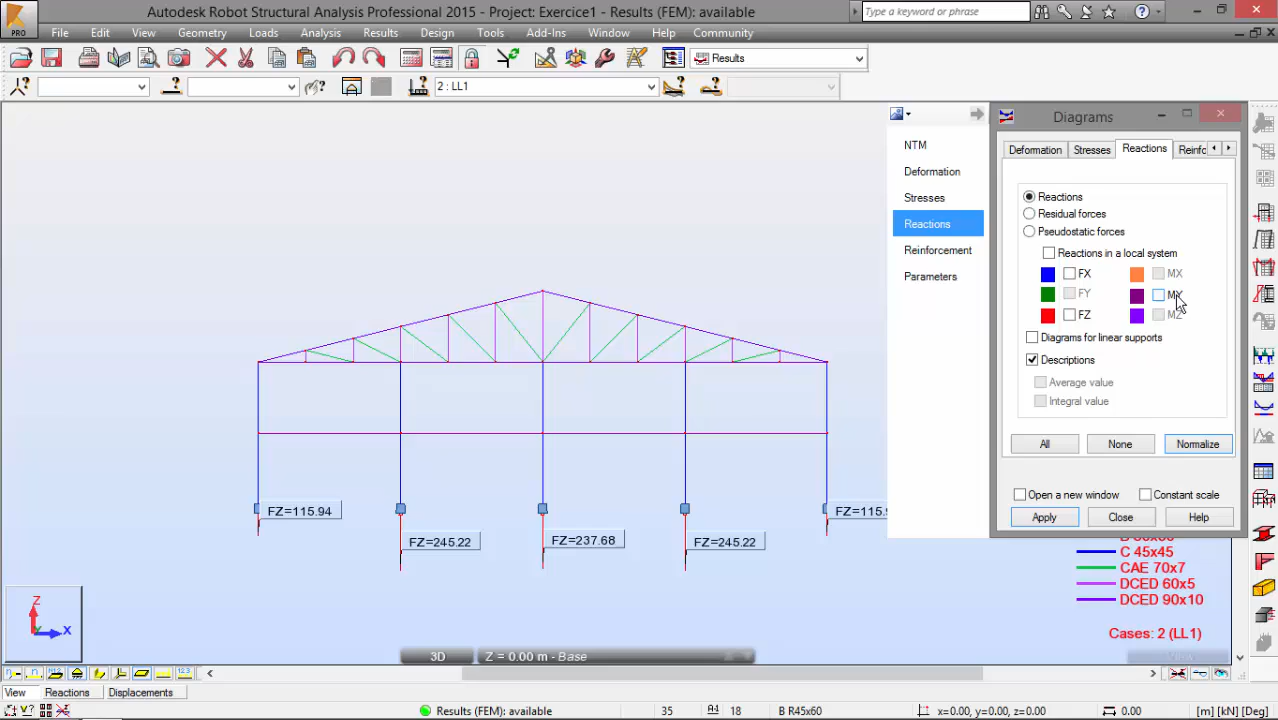 Autodesk Robot Structural Analysis Professional 2015 - Project: Exercice1 - Results (FEM): available
Type a keyword or phrase
PRO
File Edit View Geometry Loads Analysis Results Design Tools Add-Ins Window Help Community
Results
2 : LL1
Diagrams
NTM
Deformation
Stresses
Reactions
Reinforcement
Parameters
Deformation Stresses Reactions Reinfo
Reactions
Residual forces
Pseudostatic forces
Reactions in a local system
FX MX
FY MY
FZ MZ
Diagrams for linear supports
Descriptions
Average value
Integral value
All None Normalize
Open a new window Constant scale
Apply Close Help
FZ=115.94
FZ=245.22
FZ=237.68
FZ=245.22
C 45x45
CAE 70x7
DCED 60x5
DCED 90x10
Cases: 2 (LL1)
Z
X
3D Z = 0.00 m - Base
View Reactions Displacements
Results (FEM): available 35 18 B R45x60 x=0.00, y=0.00, z=0.00 0.00 [m] [kN] [Deg]